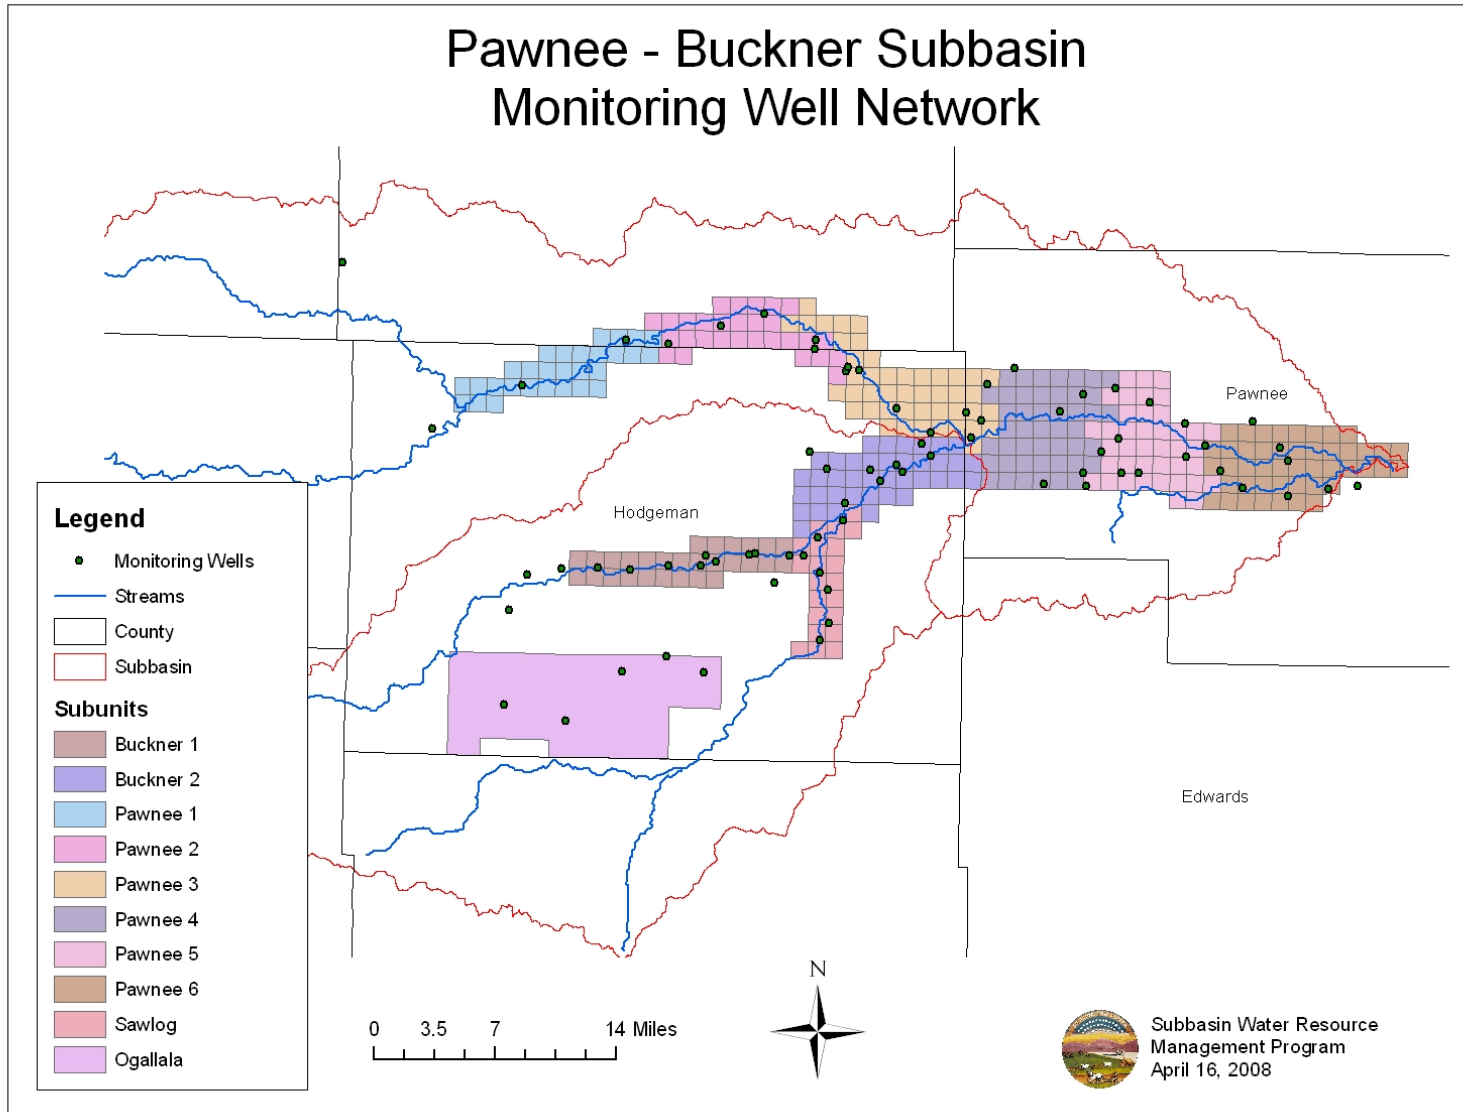 Pawnee - Buckner Subbasin
Monitoring Well Network
Pawnee
Hodgeman
Edwards
Legend
Monitoring Wells
Streams
County
Subbasin
Subunits
Buckner 1
Buckner 2
Pawnee 1
Pawnee 2
Pawnee 3
Pawnee 4
Pawnee 5
Pawnee 6
Sawlog
Ogallala
0 3.5 7 14 Miles
N
Subbasin Water Resource
Management Program
April 16, 2008